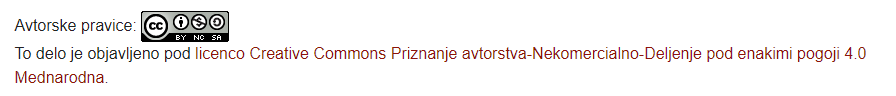 Avtorske pravice: cc BY NC SA
To delo je objavljeno pod licenco Creative Commons Priznanje avtorstva-Nekomercialno-Deljenje pod enakimi pogoji 4.0
Mednarodna.